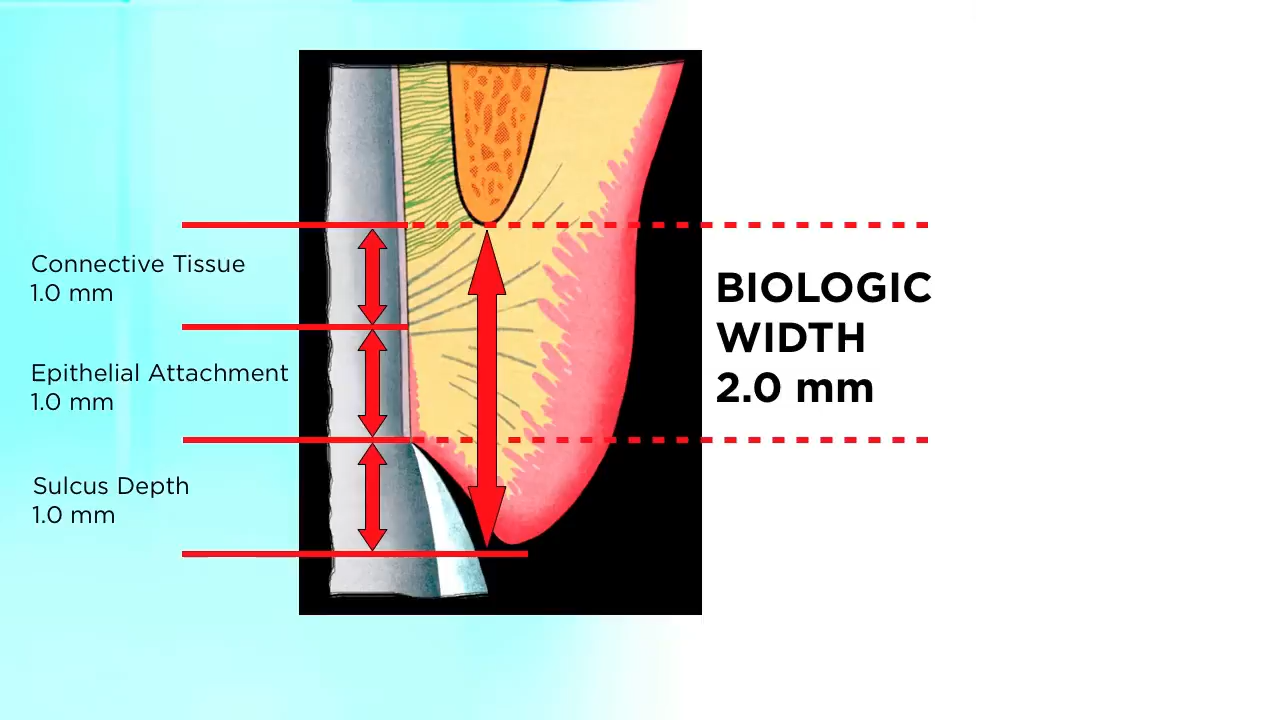 Connective Tissue
1.0 mm
Epithelial Attachment
1.0 mm
Sulcus Depth
1.0 mm
BIOLOGIC
WIDTH
2.0 mm